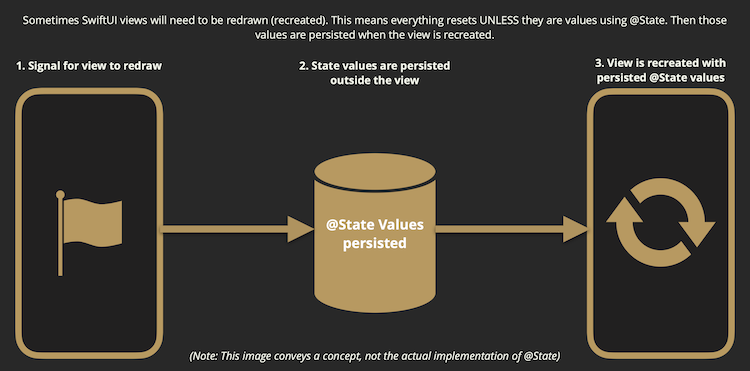 Sometimes SwiftUI views will need to be redrawn (recreated). This means everything resets UNLESS they are values using @State. Then those
values are persisted when the view is recreated.
1. Signal for view to redraw
2. State values are persisted
outside the view
3. View is recreated with
persisted @State values
@State Values
persisted
(Note: This image conveys a concept, not the actual implementation of @State)